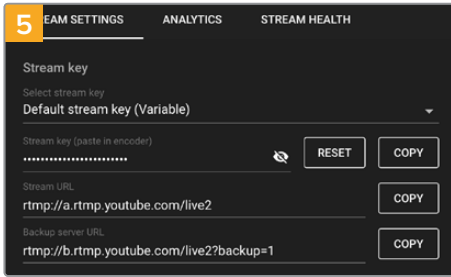 5
EAM SETTINGS ANALYTICS STREAM HEALTH
Stream key
Select stream key
Default stream key (Variable)
Stream key (paste in encoder)
•••••••••••••••••••••••• RESET COPY
Stream URL
rtmp://a.rtmp.youtube.com/live2 COPY
Backup server URL
rtmp://b.rtmp.youtube.com/live2?backup=1 COPY